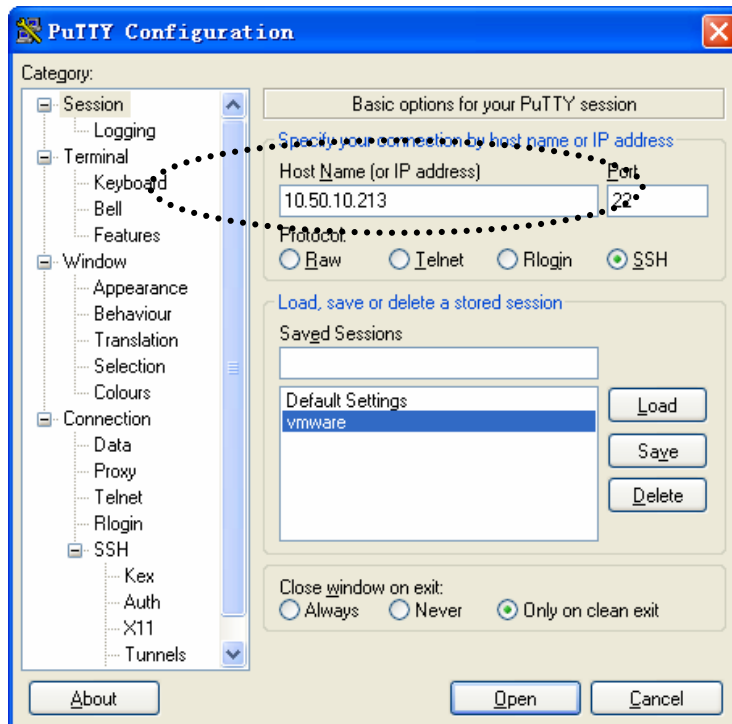 PuTTY Configuration
Category:
Session
Logging
Terminal
Keyboard
Bell
Features
Window
Appearance
Behaviour
Translation
Selection
Colours
Connection
Data
Proxy
Telnet
Rlogin
SSH
Kex
Auth
X11
Tunnels
Basic options for your PuTTY session
Specify your connection by host name or IP address
Host Name (or IP address) Port
10.50.10.213 22
Protocol:
Raw Telnet Rlogin SSH
Load, save or delete a stored session
Saved Sessions
Default Settings
vmware
Load
Save
Delete
Close window on exit:
Always Never Only on clean exit
About Open Cancel